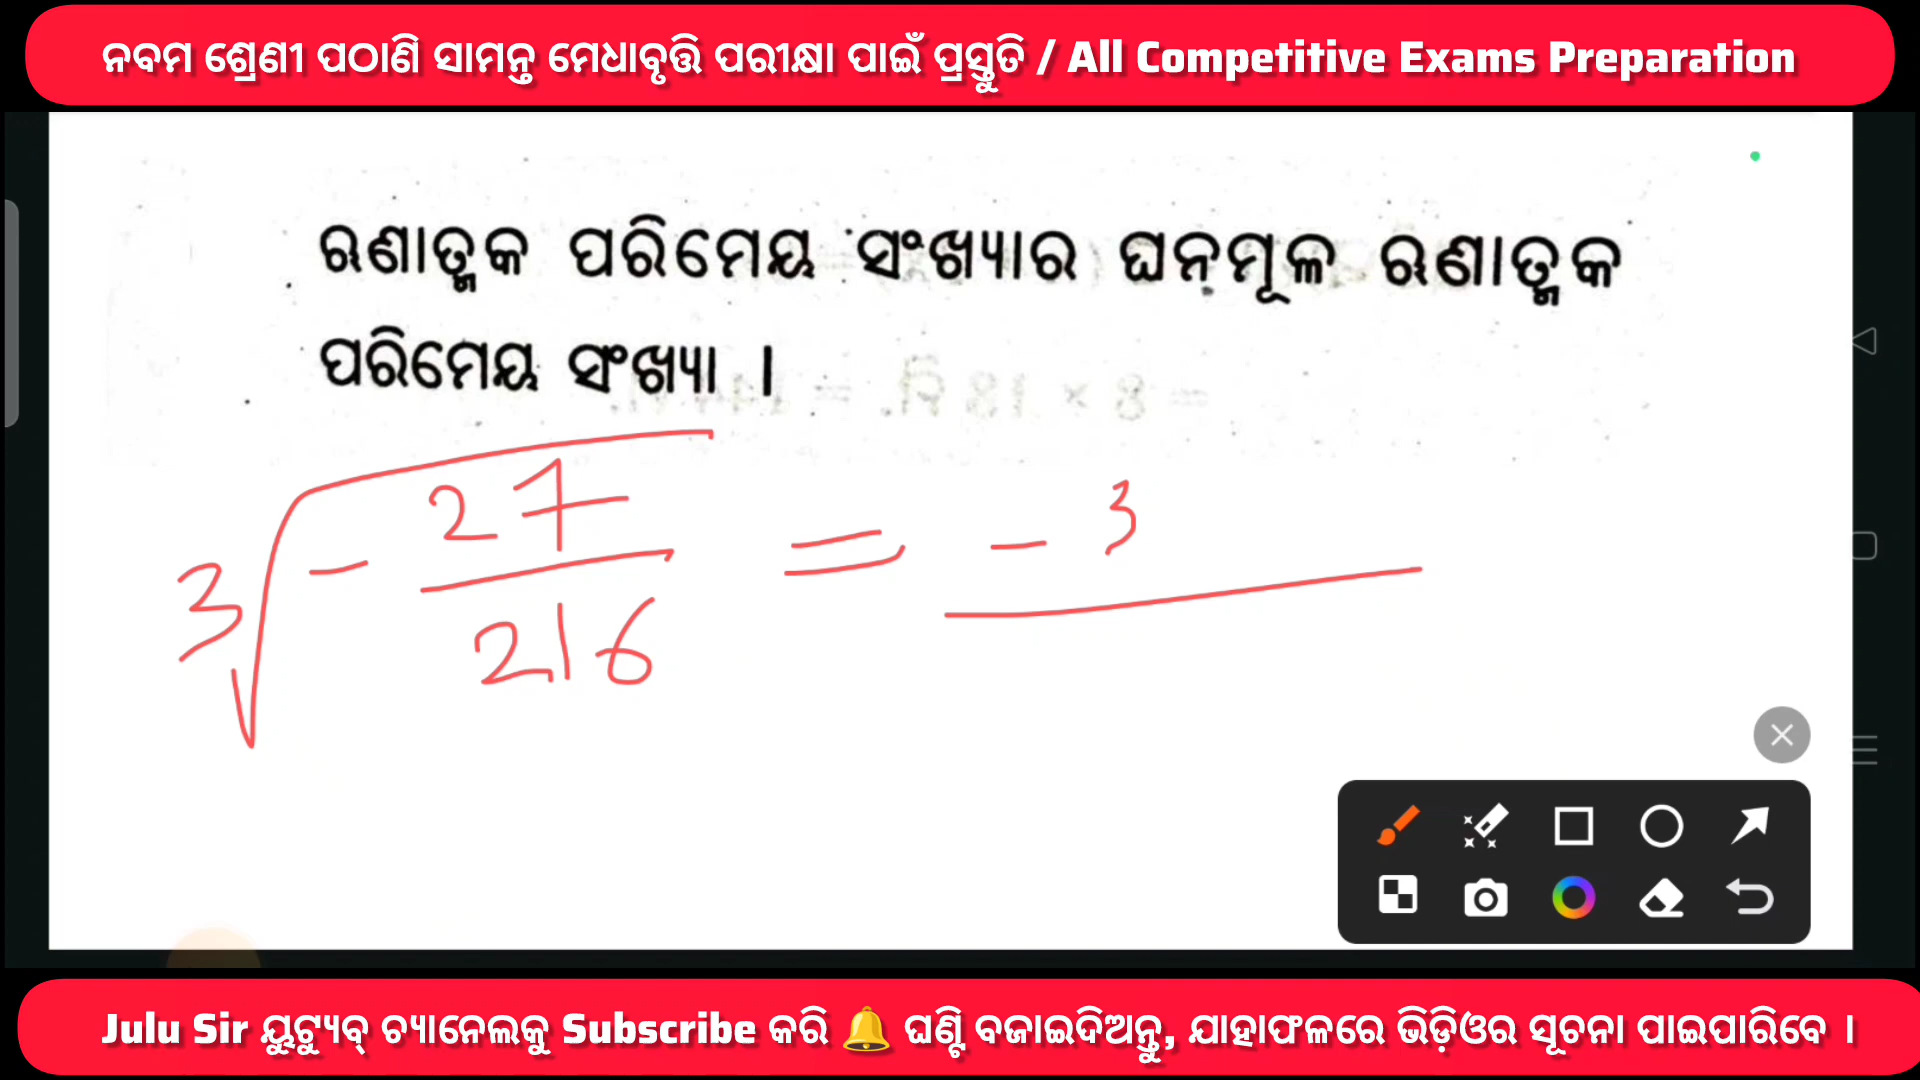 ନବମ ଶ୍ରେଣୀ ପଠାଣି ସାମନ୍ତ ମେଧାବୃତ୍ତି ପରୀକ୍ଷା ପାଇଁ ପ୍ରସ୍ତୁତି / All Competitive Exams Preparation
ଋଣାତ୍ମକ ପରିମେୟ ସଂଖ୍ୟାର ଘନମୂଳ ଋଣାତ୍ମକ
ପରିମେୟ ସଂଖ୍ୟା ।
∛(-27/216) = -3/
Julu Sir ୟୁଟ୍ୟୁବ୍ ଚ୍ୟାନେଲକୁ Subscribe କରି 🔔 ଘଣ୍ଟି ବଜାଇଦିଅନ୍ତୁ, ଯାହାଫଳରେ ଭିଡ଼ିଓର ସୂଚନା ପାଇପାରିବେ ।